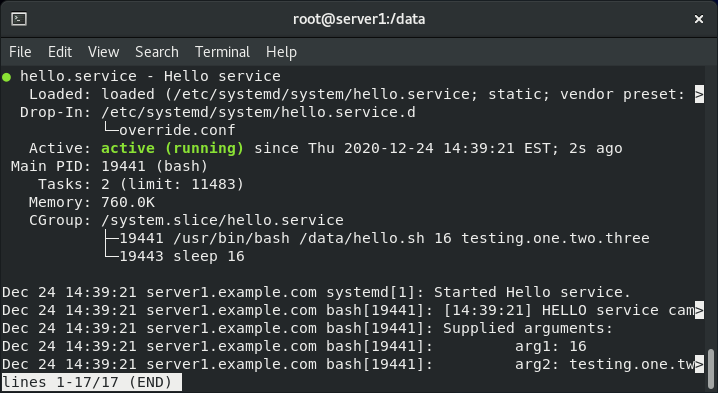 root@server1:/data
File Edit View Search Terminal Help
● hello.service - Hello service
Loaded: loaded (/etc/systemd/system/hello.service; static; vendor preset: >
Drop-In: /etc/systemd/system/hello.service.d
└─override.conf
Active: active (running) since Thu 2020-12-24 14:39:21 EST; 2s ago
Main PID: 19441 (bash)
Tasks: 2 (limit: 11483)
Memory: 760.0K
CGroup: /system.slice/hello.service
├─19441 /usr/bin/bash /data/hello.sh 16 testing.one.two.three
└─19443 sleep 16
Dec 24 14:39:21 server1.example.com systemd[1]: Started Hello service.
Dec 24 14:39:21 server1.example.com bash[19441]: [14:39:21] HELLO service cam>
Dec 24 14:39:21 server1.example.com bash[19441]: Supplied arguments:
Dec 24 14:39:21 server1.example.com bash[19441]: arg1: 16
Dec 24 14:39:21 server1.example.com bash[19441]: arg2: testing.one.tw>
lines 1-17/17 (END)